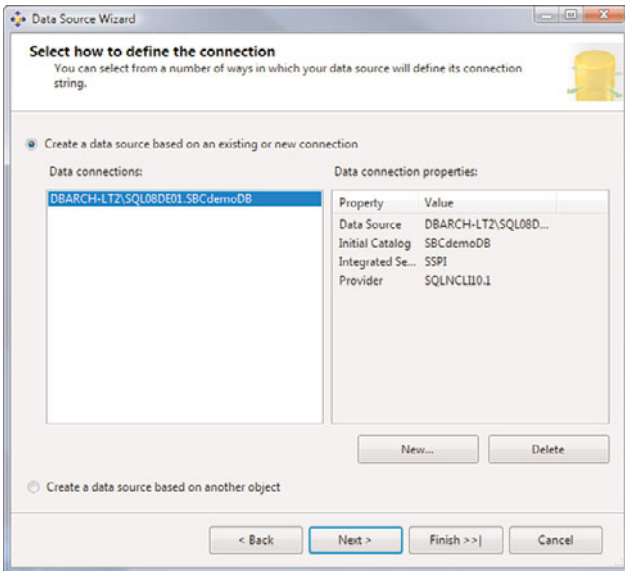 Data Source Wizard
Select how to define the connection
You can select from a number of ways in which your data source will define its connection
string.
Create a data source based on an existing or new connection
Data connections:
Data connection properties:
DBARCH-LT2\SQL08DE01.SBCdemoDB
Property Value
Data Source DBARCH-LT2\SQL08D...
Initial Catalog SBCdemoDB
Integrated Se... SSPI
Provider SQLNCLI10.1
New... Delete
Create a data source based on another object
< Back Next > Finish >>| Cancel